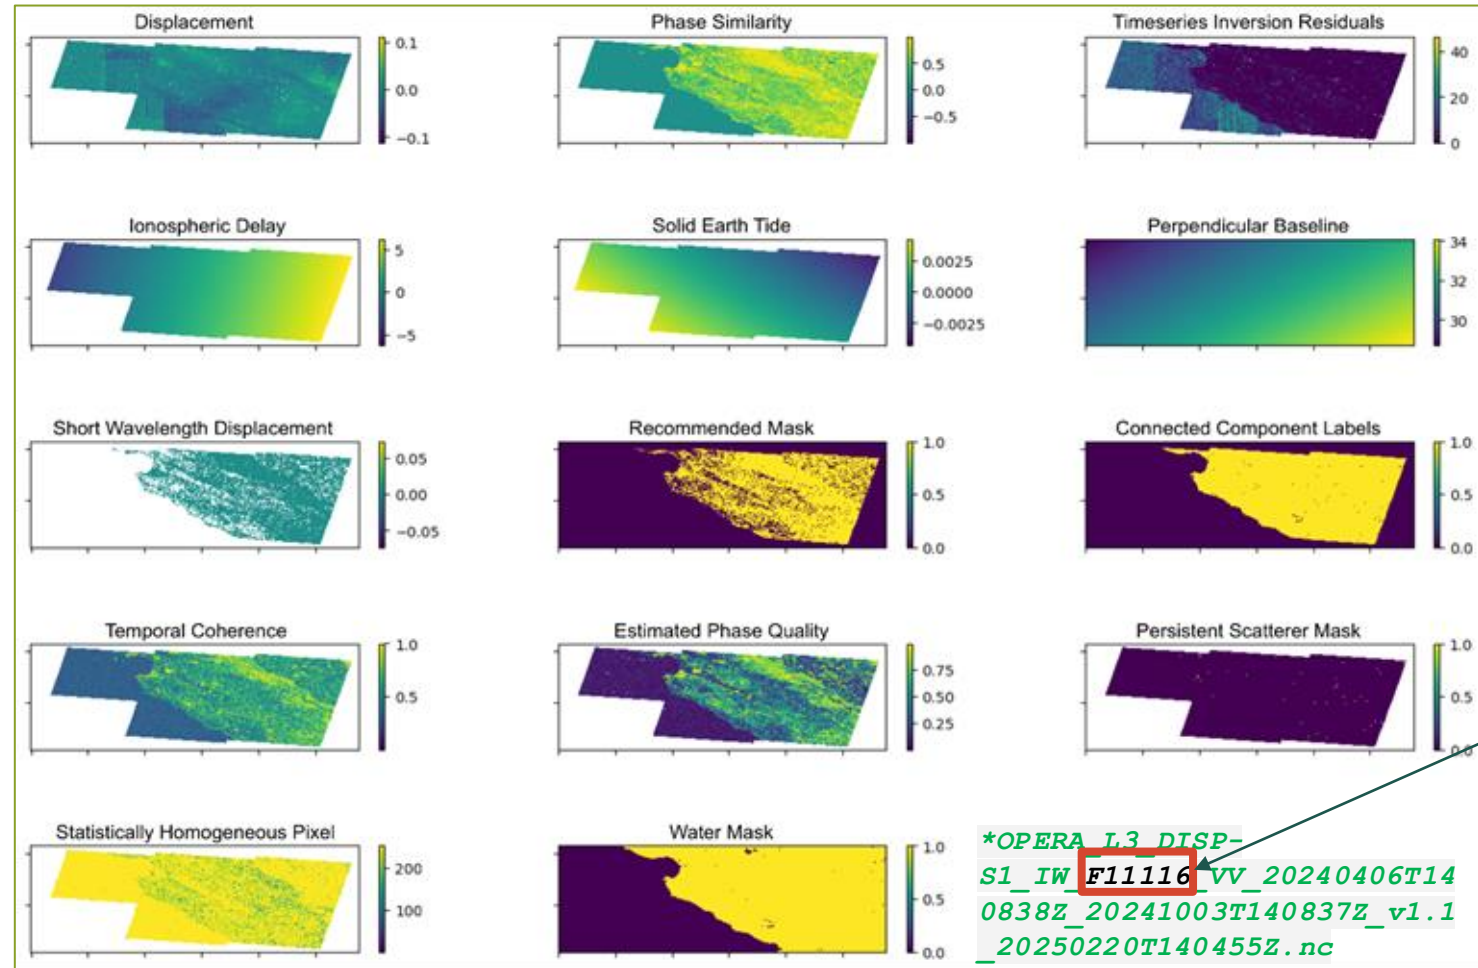 Displacement
0.1
0.0
−0.1
Phase Similarity
0.5
0.0
−0.5
Timeseries Inversion Residuals
40
20
0
Ionospheric Delay
5
0
−5
Solid Earth Tide
0.0025
0.0000
−0.0025
Perpendicular Baseline
34
32
30
Short Wavelength Displacement
0.05
0.00
−0.05
Recommended Mask
1.0
0.5
0.0
Connected Component Labels
1.0
0.5
0.0
Temporal Coherence
1.0
0.5
Estimated Phase Quality
0.75
0.50
0.25
Persistent Scatterer Mask
1.0
0.5
0.0
Statistically Homogeneous Pixel
200
100
Water Mask
1.0
0.5
0.0
*OPERA_L3_DISP-
S1_IW_F11116_VV_20240406T14
0838Z_20241003T140837Z_v1.1
_20250220T140455Z.nc